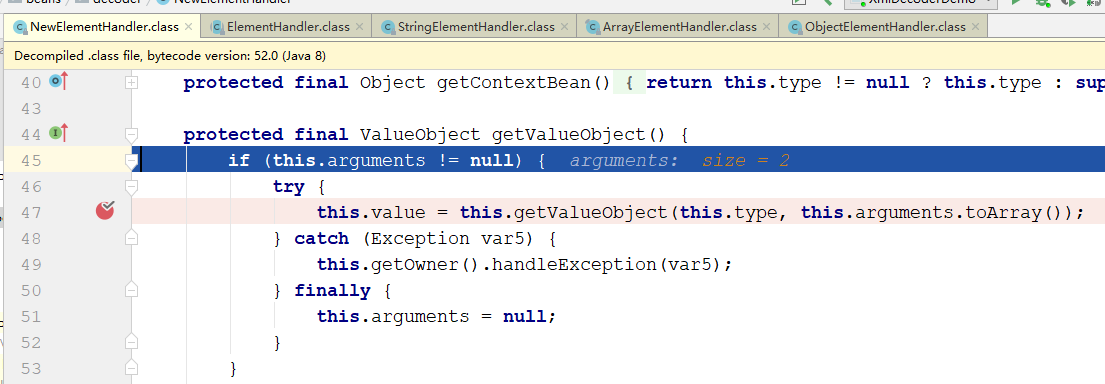 beans decoder NewElementHandler XmlDecoderDemo
NewElementHandler.class ElementHandler.class StringElementHandler.class ArrayElementHandler.class ObjectElementHandler.class
Decompiled .class file, bytecode version: 52.0 (Java 8)
40 protected final Object getContextBean() { return this.type != null ? this.type : sup
43
44 protected final ValueObject getValueObject() {
45 if (this.arguments != null) { arguments: size = 2
46 try {
47 this.value = this.getValueObject(this.type, this.arguments.toArray());
48 } catch (Exception var5) {
49 this.getOwner().handleException(var5);
50 } finally {
51 this.arguments = null;
52 }
53 }